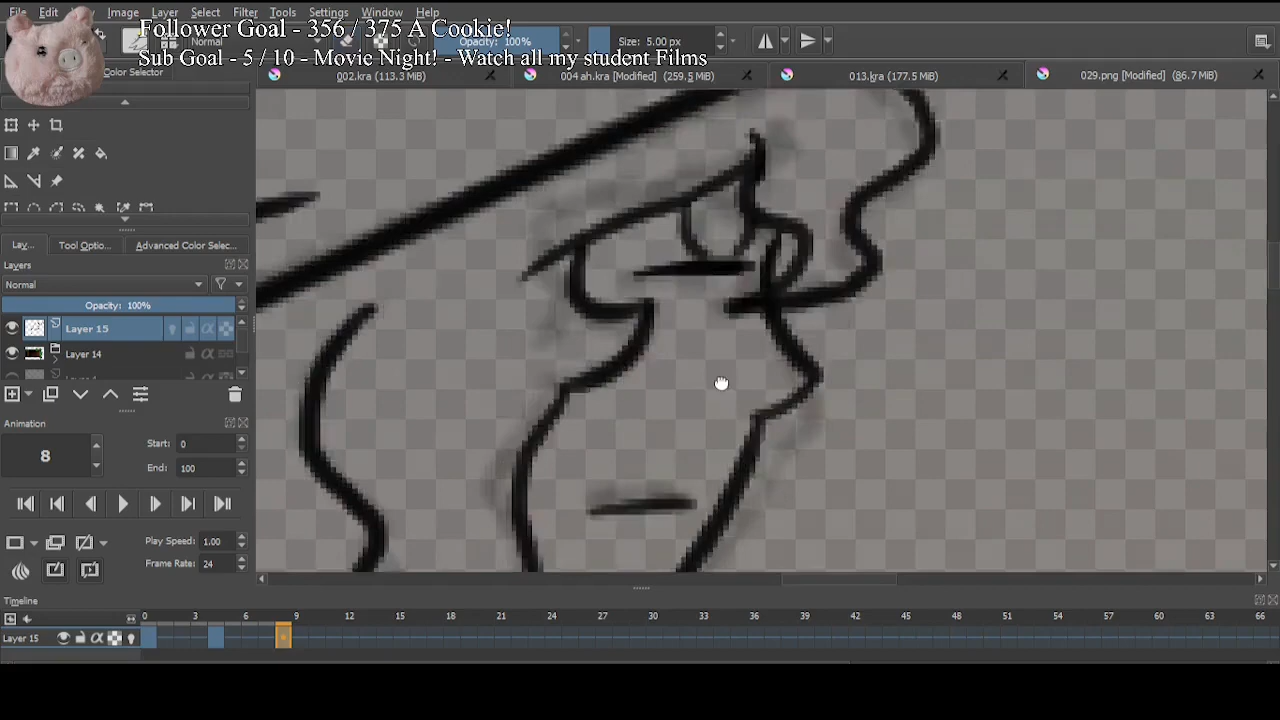 File Edit View Image Layer Select Filter Tools Settings Window Help
Follower Goal - 356 / 375 A Cookie!
Sub Goal - 5 / 10 - Movie Night! - Watch all my student Films
Normal
Opacity: 100%
Size: 5.00 px
Color Selector
002.kra (113.3 MB)
004 ah.kra [Modified] (259.5 MiB)
013.kra (177.5 MiB)
029.png [Modified] (86.7 MiB)
Lay...
Tool Optio...
Advanced Color Selec...
Layers
Normal
Opacity: 100%
Layer 15
Layer 14
Animation
8
Start: 0
End: 100
Play Speed: 1.00
Frame Rate: 24
Timeline
0 3 6 9 12 15 18 21 24 27 30 33 36 39 42 45 48 51 54 57 60 63 66
Layer 15